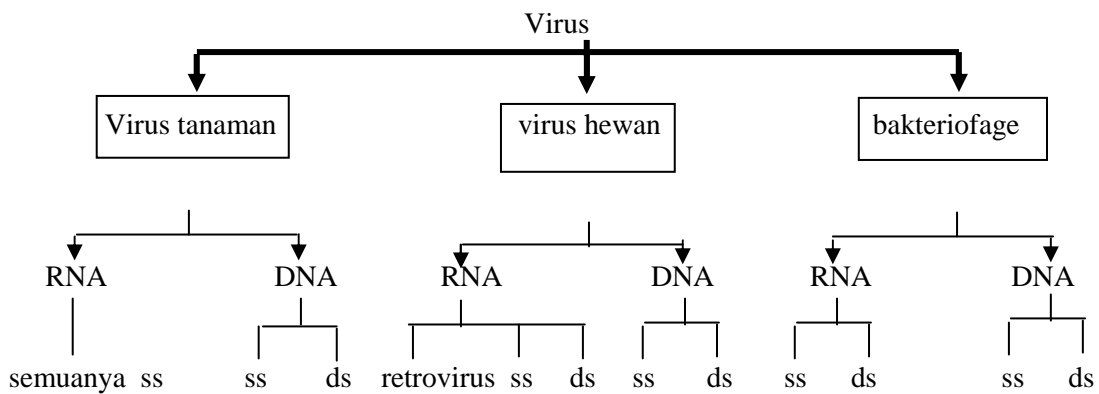 Virus
Virus tanaman virus hewan bakteriofage
RNA DNA RNA DNA RNA DNA
semuanya ss ss ds retrovirus ss ds ss ds ss ds ss ds